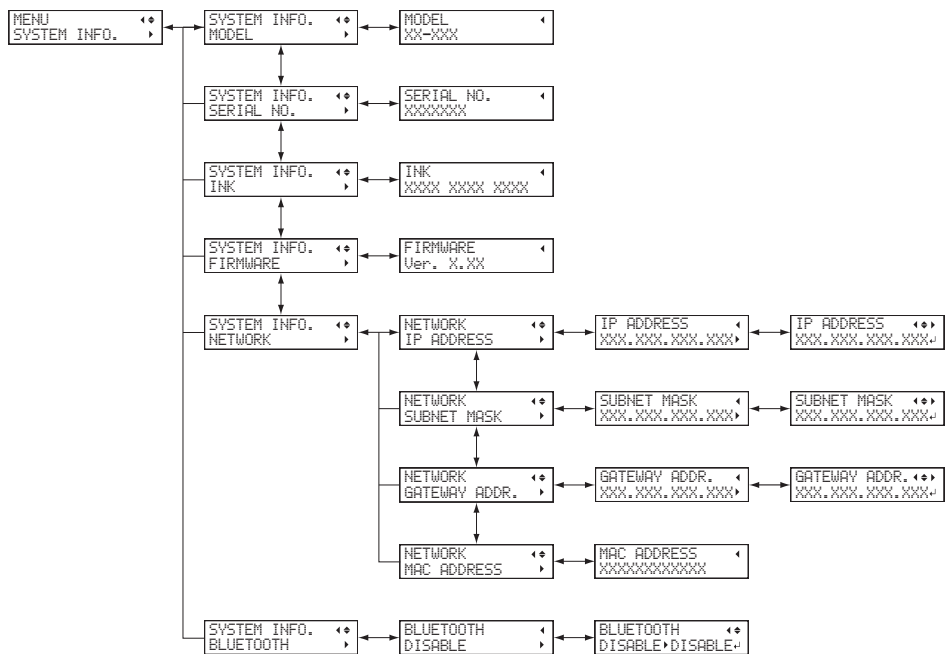 MENU
SYSTEM INFO.
SYSTEM INFO.
MODEL
MODEL
XX-XXX
SYSTEM INFO.
SERIAL NO.
SERIAL NO.
XXXXXXX
SYSTEM INFO.
INK
INK
XXXX XXXX XXXX
SYSTEM INFO.
FIRMWARE
FIRMWARE
Ver. X.XX
SYSTEM INFO.
NETWORK
NETWORK
IP ADDRESS
IP ADDRESS
XXX.XXX.XXX.XXX
IP ADDRESS
XXX.XXX.XXX.XXX
NETWORK
SUBNET MASK
SUBNET MASK
XXX.XXX.XXX.XXX
SUBNET MASK
XXX.XXX.XXX.XXX
NETWORK
GATEWAY ADDR.
GATEWAY ADDR.
XXX.XXX.XXX.XXX
GATEWAY ADDR.
XXX.XXX.XXX.XXX
NETWORK
MAC ADDRESS
MAC ADDRESS
XXXXXXXXXXXX
SYSTEM INFO.
BLUETOOTH
BLUETOOTH
DISABLE
BLUETOOTH
DISABLE DISABLE